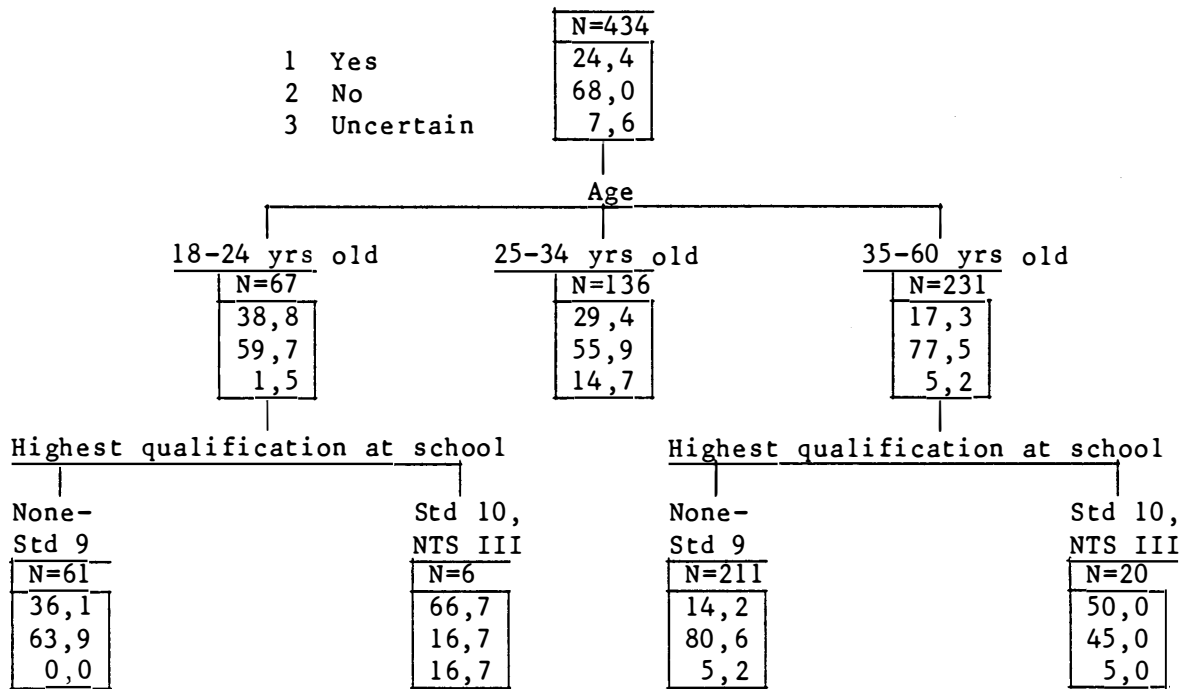 N=434
1 Yes 24,4
2 No 68,0
3 Uncertain 7,6
Age
18-24 yrs old 25-34 yrs old 35-60 yrs old
N=67 N=136 N=231
38,8 29,4 17,3
59,7 55,9 77,5
1,5 14,7 5,2
Highest qualification at school Highest qualification at school
None- Std 10, None- Std 10,
Std 9 NTS III Std 9 NTS III
N=61 N=6 N=211 N=20
36,1 66,7 14,2 50,0
63,9 16,7 80,6 45,0
0,0 16,7 5,2 5,0